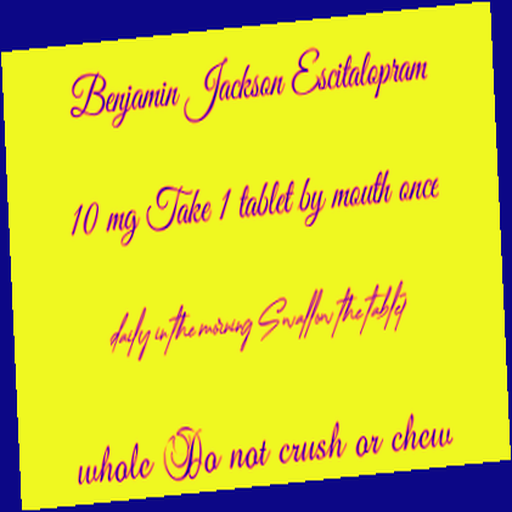 Benjamin Jackson Escitalopram
10 mg Take 1 tablet by mouth once
daily in the morning Swallow the tablet
whole Do not crush or chew